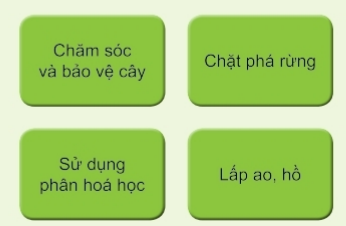 Chăm sóc
và bảo vệ cây
Chặt phá rừng
Sử dụng
phân hoá học
Lấp ao, hồ